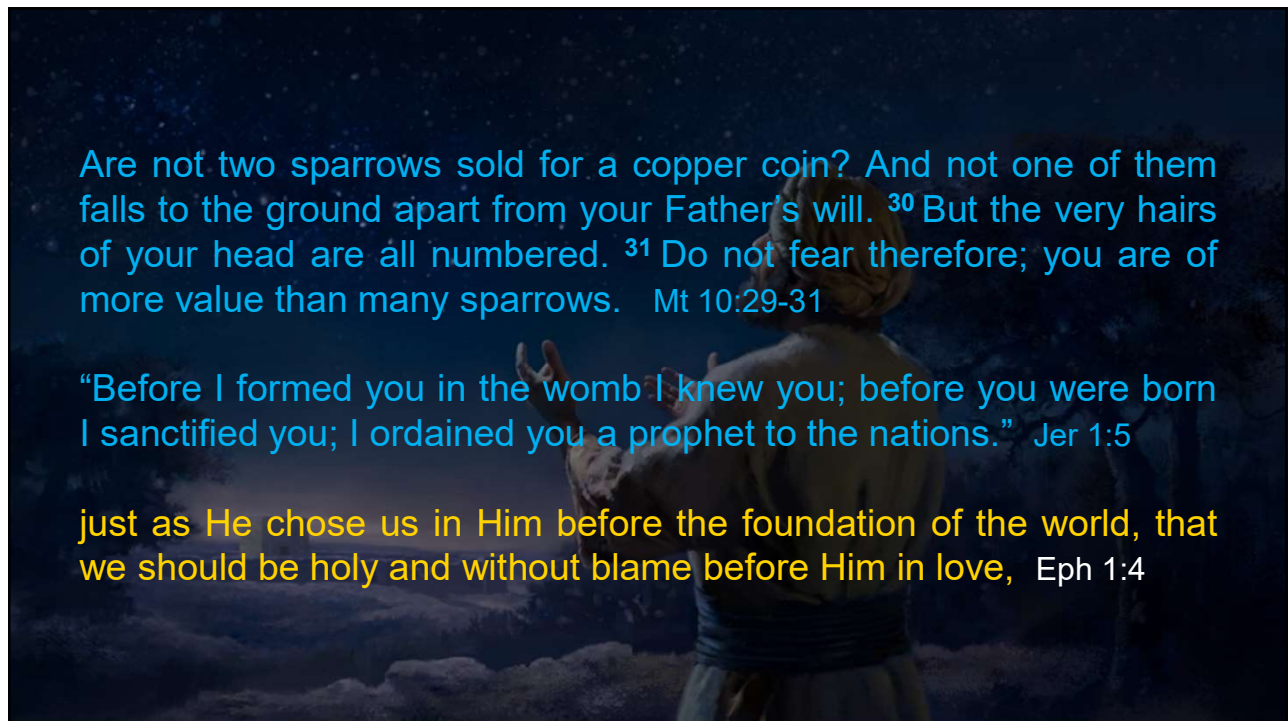 Are not two sparrows sold for a copper coin? And not one of them
falls to the ground apart from your Father’s will. 30 But the very hairs
of your head are all numbered. 31 Do not fear therefore; you are of
more value than many sparrows. Mt 10:29-31
“Before I formed you in the womb I knew you; before you were born
I sanctified you; I ordained you a prophet to the nations.” Jer 1:5
just as He chose us in Him before the foundation of the world, that
we should be holy and without blame before Him in love, Eph 1:4